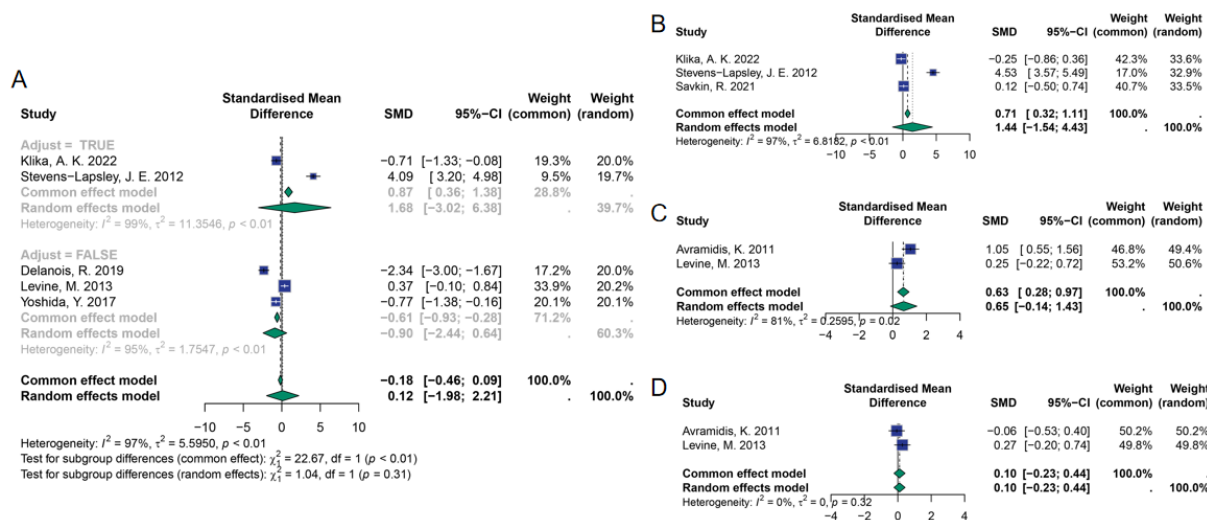 A
Standardised Mean Weight Weight
Study Difference SMD 95%−CI (common) (random)
Adjust = TRUE
Klika, A. K. 2022 −0.71 [−1.33; −0.08] 19.3% 20.0%
Stevens−Lapsley, J. E. 2012 4.09 [ 3.20; 4.98] 9.5% 19.7%
Common effect model 0.87 [ 0.36; 1.38] 28.8% .
Random effects model 1.68 [−3.02; 6.38] . 39.7%
Heterogeneity: I² = 99%, τ² = 11.3546, p < 0.01
Adjust = FALSE
Delanois, R. 2019 −2.34 [−3.00; −1.67] 17.2% 20.0%
Levine, M. 2013 0.37 [−0.10; 0.84] 33.9% 20.2%
Yoshida, Y. 2017 −0.77 [−1.38; −0.16] 20.1% 20.1%
Common effect model −0.61 [−0.93; −0.28] 71.2% .
Random effects model −0.90 [−2.44; 0.64] . 60.3%
Heterogeneity: I² = 95%, τ² = 1.7547, p < 0.01
Common effect model −0.18 [−0.46; 0.09] 100.0% .
Random effects model 0.12 [−1.98; 2.21] . 100.0%
−10 −5 0 5 10
Heterogeneity: I² = 97%, τ² = 5.5950, p < 0.01
Test for subgroup differences (common effect): χ₁² = 22.67, df = 1 (p < 0.01)
Test for subgroup differences (random effects): χ₁² = 1.04, df = 1 (p = 0.31)
B
Standardised Mean Weight Weight
Study Difference SMD 95%−CI (common) (random)
Klika, A. K. 2022 −0.25 [−0.86; 0.36] 42.3% 33.6%
Stevens−Lapsley, J. E. 2012 4.53 [ 3.57; 5.49] 17.0% 32.9%
Savkin, R. 2021 0.12 [−0.50; 0.74] 40.7% 33.5%
Common effect model 0.71 [ 0.32; 1.11] 100.0% .
Random effects model 1.44 [−1.54; 4.43] . 100.0%
Heterogeneity: I² = 97%, τ² = 6.8182, p < 0.01
−10 −5 0 5 10
C
Standardised Mean Weight Weight
Study Difference SMD 95%−CI (common) (random)
Avramidis, K. 2011 1.05 [ 0.55; 1.56] 46.8% 49.4%
Levine, M. 2013 0.25 [−0.22; 0.72] 53.2% 50.6%
Common effect model 0.63 [ 0.28; 0.97] 100.0% .
Random effects model 0.65 [−0.14; 1.43] . 100.0%
Heterogeneity: I² = 81%, τ² = 0.2595, p = 0.02
−4 −2 0 2 4
D
Standardised Mean Weight Weight
Study Difference SMD 95%−CI (common) (random)
Avramidis, K. 2011 −0.06 [−0.53; 0.40] 50.2% 50.2%
Levine, M. 2013 0.27 [−0.20; 0.74] 49.8% 49.8%
Common effect model 0.10 [−0.23; 0.44] 100.0% .
Random effects model 0.10 [−0.23; 0.44] . 100.0%
Heterogeneity: I² = 0%, τ² = 0, p = 0.32
−4 −2 0 2 4